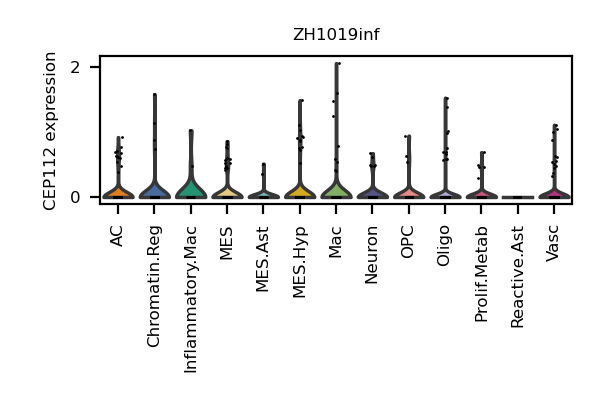 ZH1019inf
CEP112 expression
2
0
AC
Chromatin.Reg
Inflammatory.Mac
MES
MES.Ast
MES.Hyp
Mac
Neuron
OPC
Oligo
Prolif.Metab
Reactive.Ast
Vasc